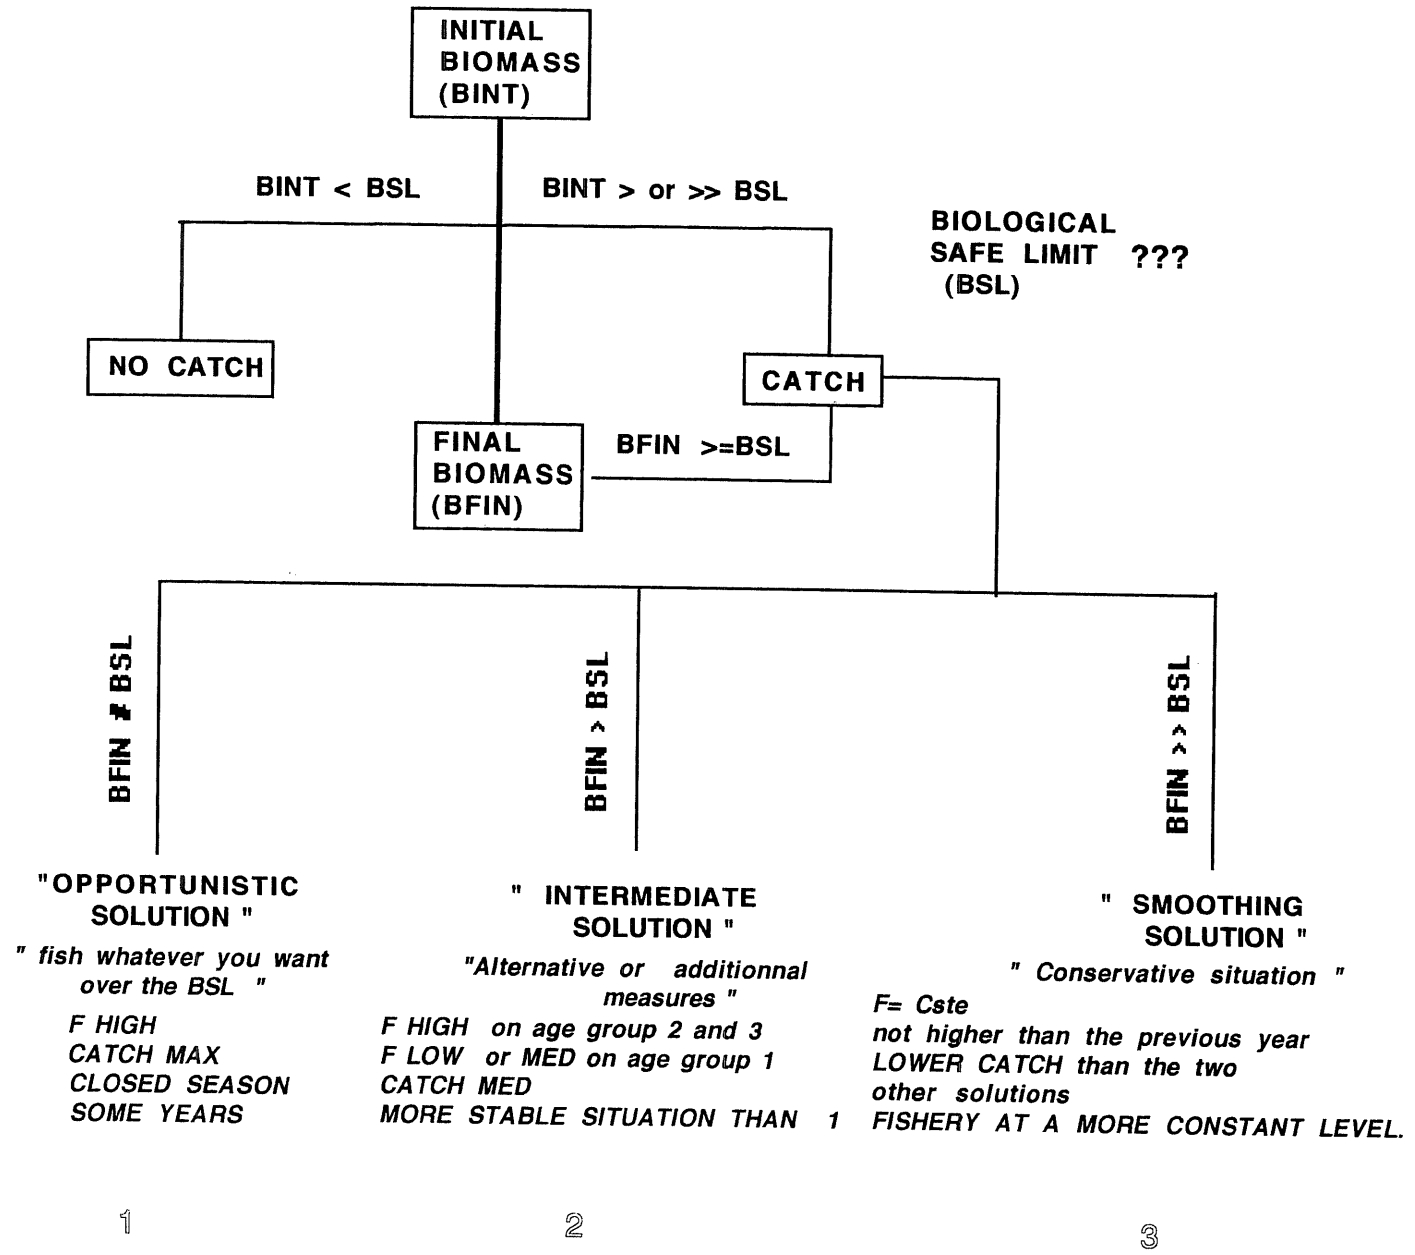 INITIAL
BIOMASS
(BINT)
BINT < BSL
BINT > or >> BSL
BIOLOGICAL
SAFE LIMIT ???
(BSL)
NO CATCH
CATCH
FINAL
BIOMASS
(BFIN)
BFIN >=BSL
BFIN # BSL
BFIN > BSL
BFIN >> BSL
"OPPORTUNISTIC
SOLUTION "
" fish whatever you want
over the BSL "
F HIGH
CATCH MAX
CLOSED SEASON
SOME YEARS
" INTERMEDIATE
SOLUTION "
"Alternative or additionnal
measures "
F HIGH on age group 2 and 3
F LOW or MED on age group 1
CATCH MED
MORE STABLE SITUATION THAN 1
" SMOOTHING
SOLUTION "
" Conservative situation "
F= Cste
not higher than the previous year
LOWER CATCH than the two
other solutions
FISHERY AT A MORE CONSTANT LEVEL.
1
2
3